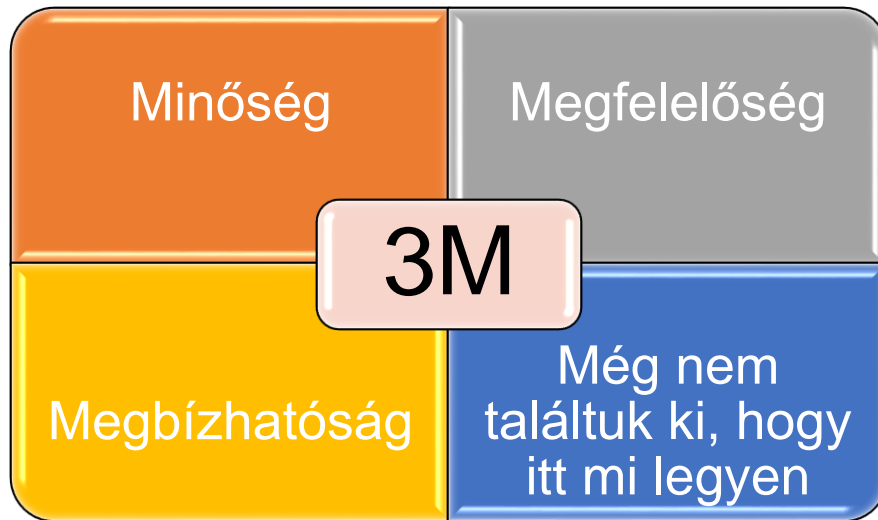 Minőség
Megfelelőség
3M
Megbízhatóság
Még nem
találtuk ki, hogy
itt mi legyen